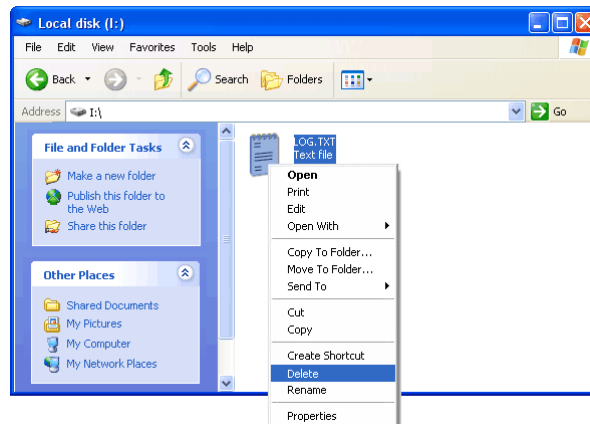 Local disk (I:)
File Edit View Favorites Tools Help
Back Search Folders
Address I:\ Go
File and Folder Tasks
Make a new folder
Publish this folder to
the Web
Share this folder
Other Places
Shared Documents
My Pictures
My Computer
My Network Places
LOG.TXT
Text file
Open
Print
Edit
Open With
Copy To Folder...
Move To Folder...
Send To
Cut
Copy
Create Shortcut
Delete
Rename
Properties